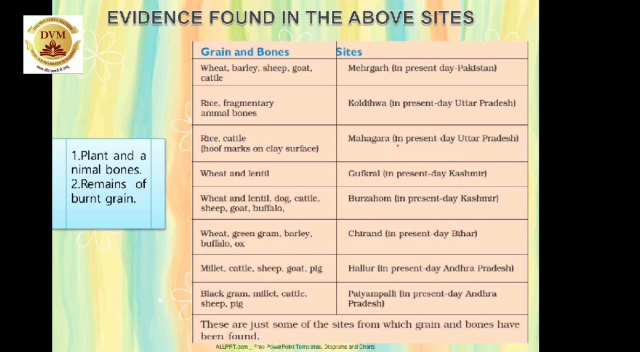 EVIDENCE FOUND IN THE ABOVE SITES
DVM
1.Plant and a
nimal bones.
2.Remains of
burnt grain.
Grain and Bones Sites
Wheat, barley, sheep, goat, Mehrgarh (in present day-Pakistan)
cattle
Rice, fragmentary Koldihwa (in present-day Uttar Pradesh)
animal bones
Rice, cattle Mahagara (in present-day Uttar Pradesh)
(hoof marks on clay surface)
Wheat and lentil Gufkral (in present-day Kashmir)
Wheat and lentil, dog, cattle, Burzahom (in present-day Kashmir)
sheep, goat, buffalo,
Wheat, green gram, barley, Chirand (in present-day Bihar)
buffalo, ox
Millet, cattle, sheep, goat, pig Hallur (in present-day Andhra Pradesh)
Black gram, millet, cattle, Paiyampalli (in present-day Andhra
sheep, pig Pradesh)
These are just some of the sites from which grain and bones have
been found.
ALLPPT.com _ Free PowerPoint Templates, Diagrams and Charts